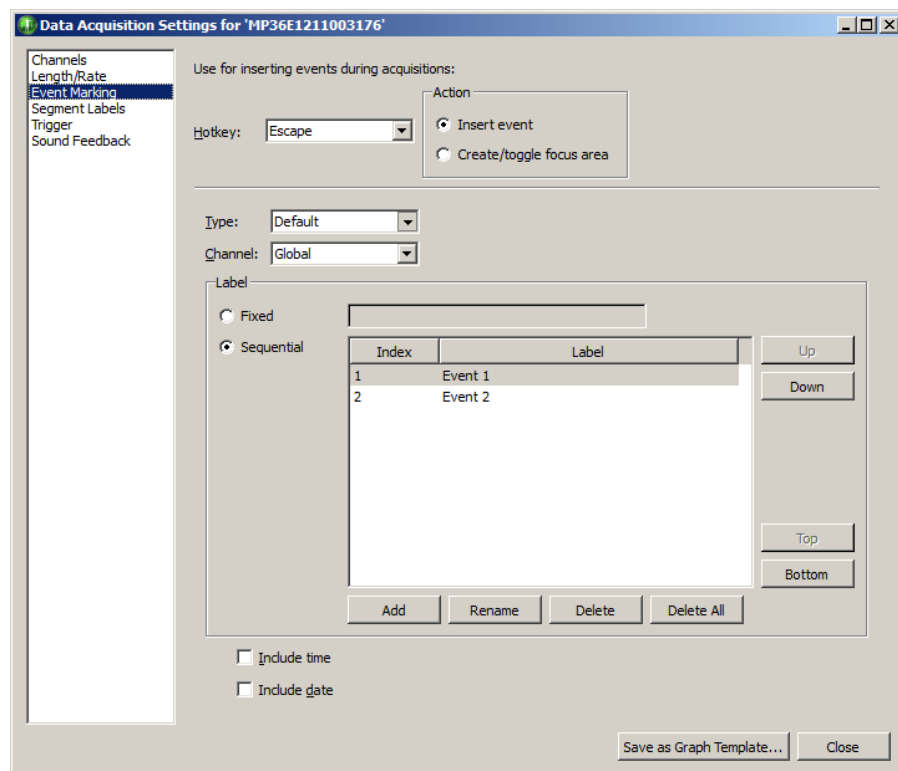 Data Acquisition Settings for 'MP36E1211003176'
Channels
Length/Rate
Event Marking
Segment Labels
Trigger
Sound Feedback
Use for inserting events during acquisitions:
Action
Hotkey: Escape
Insert event
Create/toggle focus area
Type: Default
Channel: Global
Label
Fixed
Sequential
Index Label
1 Event 1
2 Event 2
Up
Down
Top
Bottom
Add Rename Delete Delete All
Include time
Include date
Save as Graph Template... Close